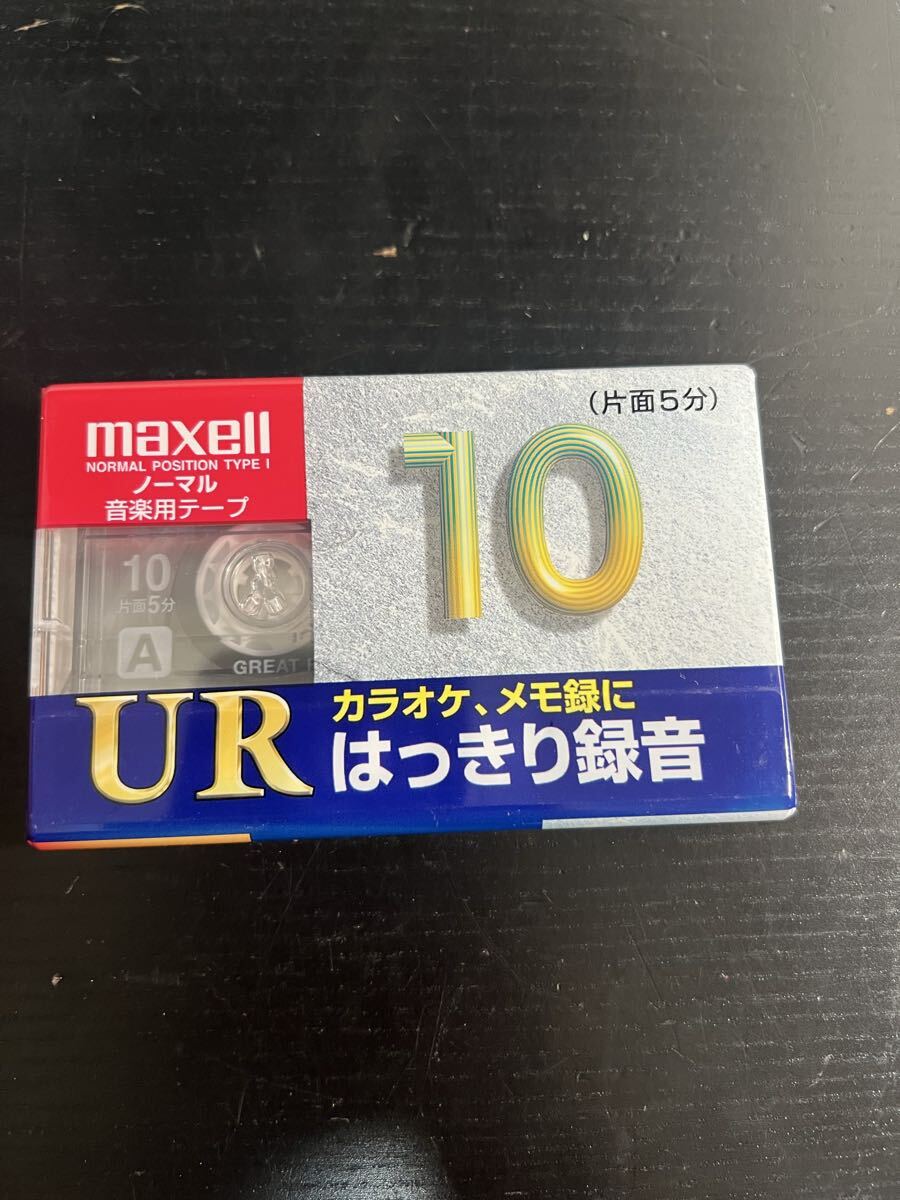 maxell
NORMAL POSITION TYPE I
ノーマル
音楽用テープ
(片面5分)
10
10
片面5分
A
GREAT
UR
カラオケ、メモ録に
はっきり録音